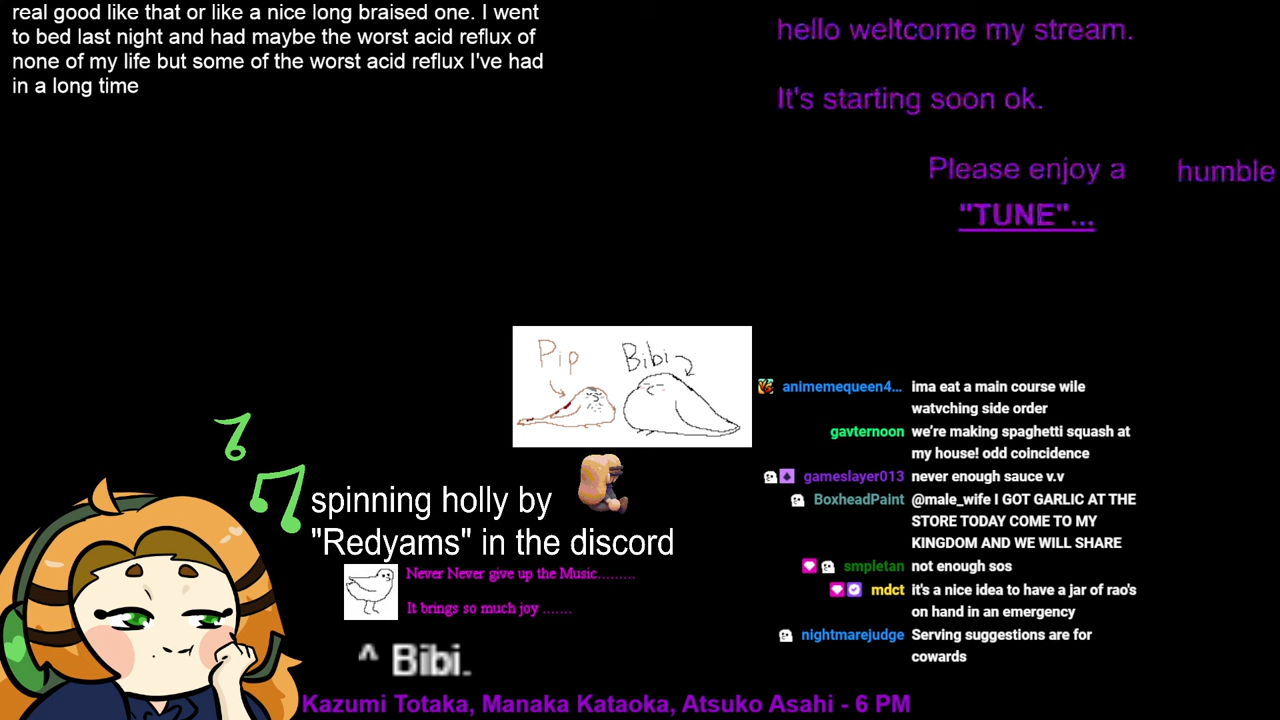 real good like that or like a nice long braised one. I went
to bed last night and had maybe the worst acid reflux of
none of my life but some of the worst acid reflux I've had
in a long time
hello weltcome my stream.
It's starting soon ok.
Please enjoy a humble
"TUNE"...
Pip
Bibi
animemequeen4… ima eat a main course wile
watvching side order
gavternoon we're making spaghetti squash at
my house! odd coincidence
gameslayer013 never enough sauce v.v
BoxheadPaint @male_wife I GOT GARLIC AT THE
STORE TODAY COME TO MY
KINGDOM AND WE WILL SHARE
smpletan not enough sos
mdct it's a nice idea to have a jar of rao's
on hand in an emergency
nightmarejudge Serving suggestions are for
cowards
spinning holly by
"Redyams" in the discord
Never Never give up the Music.........
It brings so much joy .......
^ Bibi.
Kazumi Totaka, Manaka Kataoka, Atsuko Asahi - 6 PM